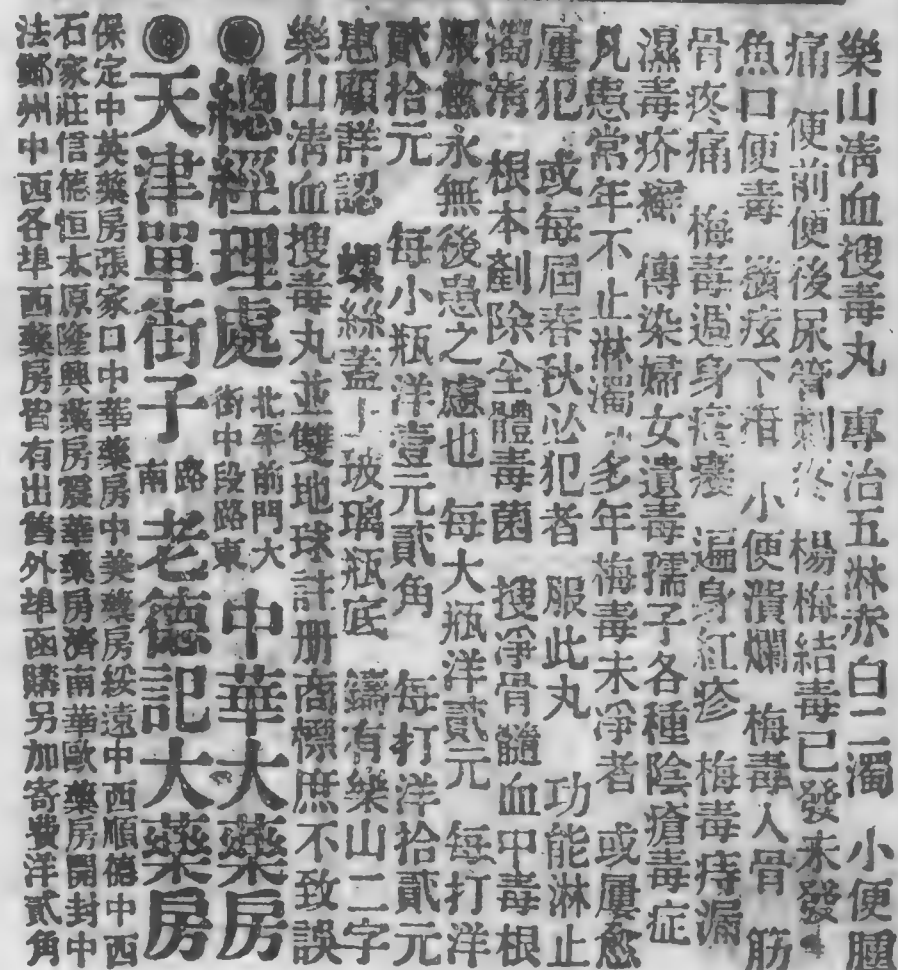 樂山清血搜毒丸　專治五淋赤白二濁　小便腫
痛　便前便後尿管刺疼　楊梅結毒已發未發
魚口便毒　橫痃下疳　小便潰爛　梅毒入骨　筋
骨疼痛　梅毒過身　遍身紅疹　梅毒痔漏
濕毒疥癬　傳染婦女遺毒孺子各種陰瘡毒症
凡患常年不止淋濁　多年梅毒未凈者　或屢愈
屢犯　或每屆春秋必犯者　服此丸　功能淋止
濁清　根本剷除全體毒菌　搜凈骨髓血中毒根
服愈永無後患之慮也　每大瓶洋貳元　每打洋
貳拾元　每小瓶洋壹元貳角　每打洋拾貳元
惠顧詳認　螺絲蓋上玻璃瓶底　鑄有樂山二字
樂山清血搜毒丸並雙地球註册商標庶不致誤
◉總經理處　北平前門大街中段路東　中華大藥房
◉天津單街子　路南　老德記大藥房
保定中英藥房張家口中華藥房中美藥房綏遠中西順德中西
石家莊信德恒太原隆興藥房震華藥房濟南華歐藥房開封中
法鄭州中西各埠西藥房皆有出售外埠函購另加寄費洋貳角